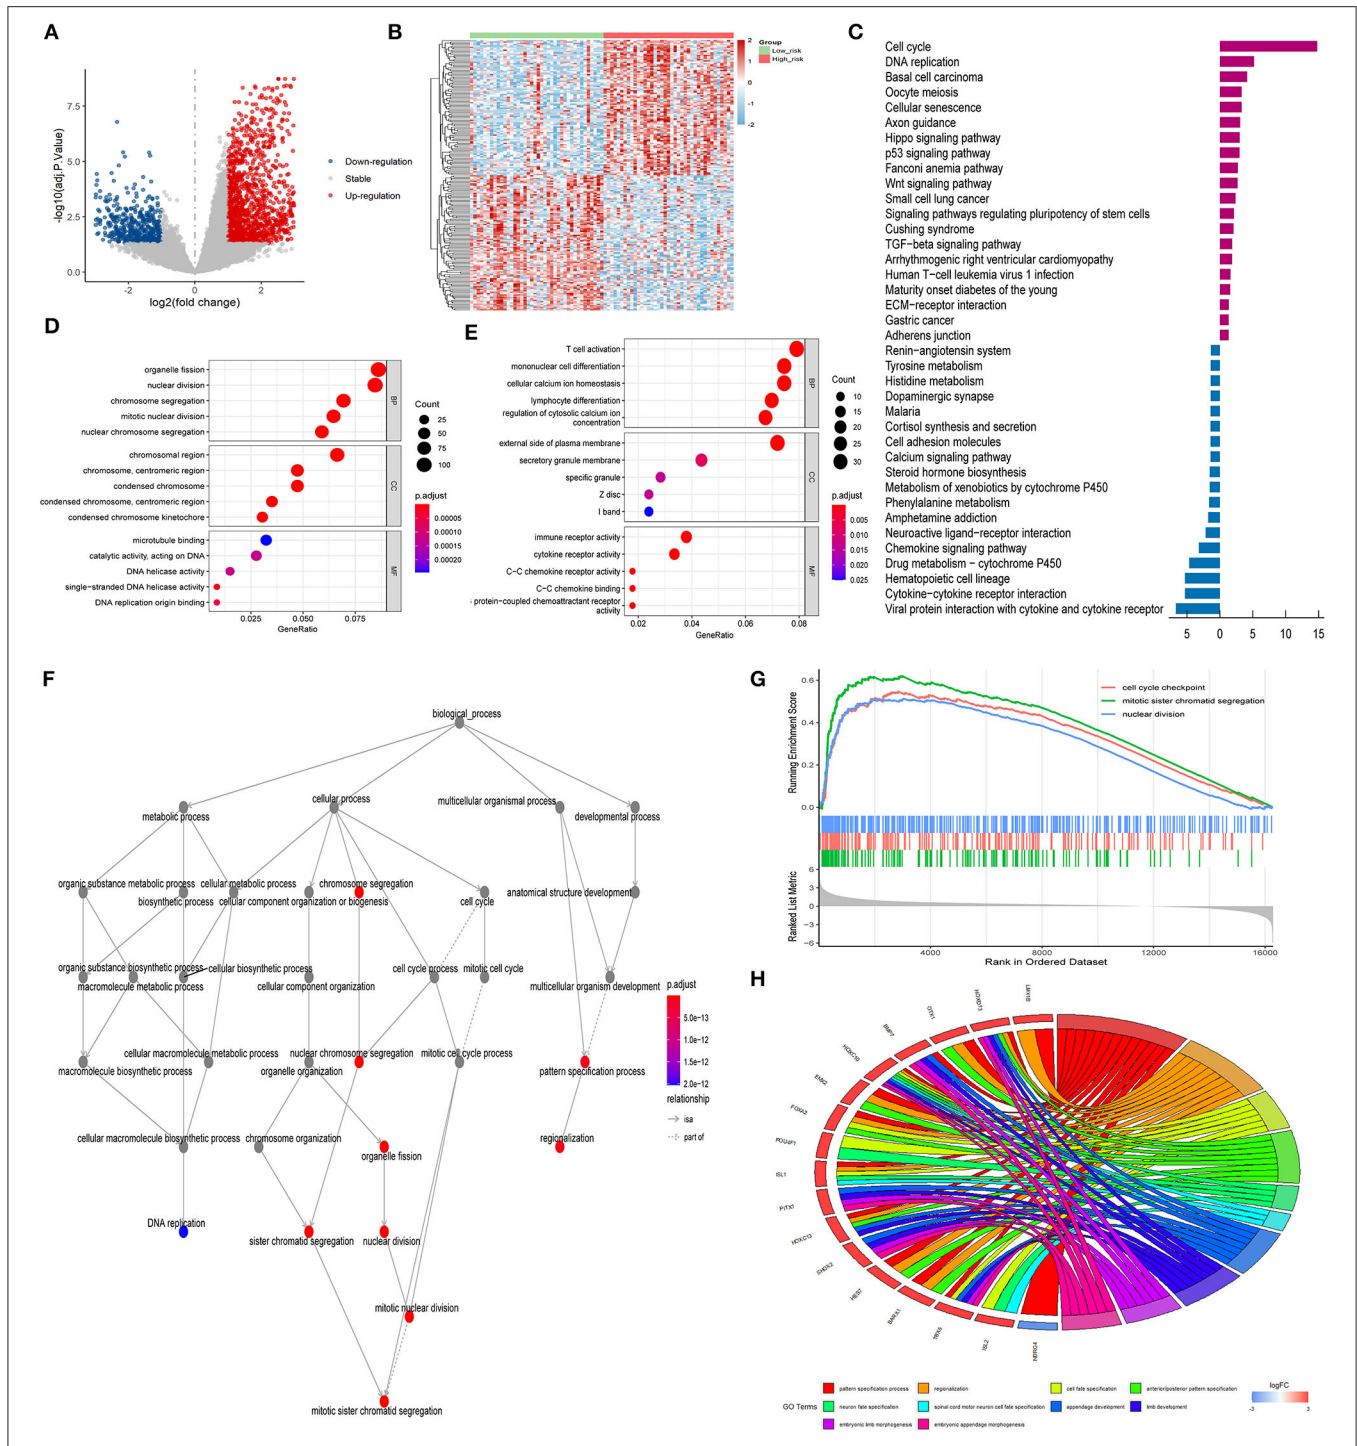 A
7.5
5.0
2.5
0.0
-log10(adj.P.Value)
-2
0
2
log2(fold change)
Down-regulation
Stable
Up-regulation
B
2
1
0
-1
-2
Group
Low_risk
High_risk
C
Cell cycle
DNA replication
Basal cell carcinoma
Oocyte meiosis
Cellular senescence
Axon guidance
Hippo signaling pathway
p53 signaling pathway
Fanconi anemia pathway
Wnt signaling pathway
Small cell lung cancer
Signaling pathways regulating pluripotency of stem cells
Cushing syndrome
TGF-beta signaling pathway
Arrhythmogenic right ventricular cardiomyopathy
Human T-cell leukemia virus 1 infection
Maturity onset diabetes of the young
ECM-receptor interaction
Gastric cancer
Adherens junction
Renin-angiotensin system
Tyrosine metabolism
Histidine metabolism
Dopaminergic synapse
Malaria
Cortisol synthesis and secretion
Cell adhesion molecules
Calcium signaling pathway
Steroid hormone biosynthesis
Metabolism of xenobiotics by cytochrome P450
Phenylalanine metabolism
Amphetamine addiction
Neuroactive ligand-receptor interaction
Chemokine signaling pathway
Drug metabolism - cytochrome P450
Hematopoietic cell lineage
Cytokine-cytokine receptor interaction
Viral protein interaction with cytokine and cytokine receptor
5 0 5 10 15
D
organelle fission
nuclear division
chromosome segregation
mitotic nuclear division
nuclear chromosome segregation
BP
chromosomal region
chromosome, centromeric region
condensed chromosome
condensed chromosome, centromeric region
condensed chromosome kinetochore
CC
microtubule binding
catalytic activity, acting on DNA
DNA helicase activity
single-stranded DNA helicase activity
DNA replication origin binding
MF
0.025 0.050 0.075
GeneRatio
Count
25
50
75
100
p.adjust
0.00005
0.00010
0.00015
0.00020
E
T cell activation
mononuclear cell differentiation
cellular calcium ion homeostasis
lymphocyte differentiation
regulation of cytosolic calcium ion
concentration
BP
external side of plasma membrane
secretory granule membrane
specific granule
Z disc
I band
CC
immune receptor activity
cytokine receptor activity
C-C chemokine receptor activity
C-C chemokine binding
protein-coupled chemoattractant receptor
activity
MF
0.02 0.04 0.06 0.08
GeneRatio
Count
10
15
20
25
30
p.adjust
0.005
0.010
0.015
0.020
0.025
F
biological_process
metabolic process
cellular process
multicellular organismal process
developmental process
organic substance metabolic process
biosynthetic process
cellular metabolic process
cellular component organization or biogenesis
chromosome segregation
cell cycle
anatomical structure development
organic substance biosynthetic process
macromolecule metabolic process
cellular biosynthetic process
cellular component organization
cell cycle process
mitotic cell cycle
multicellular organism development
macromolecule biosynthetic process
cellular macromolecule metabolic process
organelle organization
nuclear chromosome segregation
mitotic cell cycle process
pattern specification process
cellular macromolecule biosynthetic process
chromosome organization
organelle fission
regionalization
DNA replication
sister chromatid segregation
nuclear division
mitotic nuclear division
mitotic sister chromatid segregation
p.adjust
5.0e-13
1.0e-12
1.5e-12
2.0e-12
relationship
isa
part of
G
Running Enrichment Score
0.6
0.4
0.2
0.0
cell cycle checkpoint
mitotic sister chromatid segregation
nuclear division
Ranked List Metric
6
3
0
-3
-6
4000 8000 12000 16000
Rank in Ordered Dataset
H
LMX1B
HOXD13
OTX1
BMP7
HOXC10
EMX2
FOXA2
POU4F1
ISL1
PITX1
HOXC13
SHOX2
HES7
BARX1
TBX5
ISL2
NDRG4
GO Terms
pattern specification process
regionalization
cell fate specification
anterior/posterior pattern specification
neuron fate specification
spinal cord motor neuron cell fate specification
appendage development
limb development
embryonic limb morphogenesis
embryonic appendage morphogenesis
logFC
-3 3